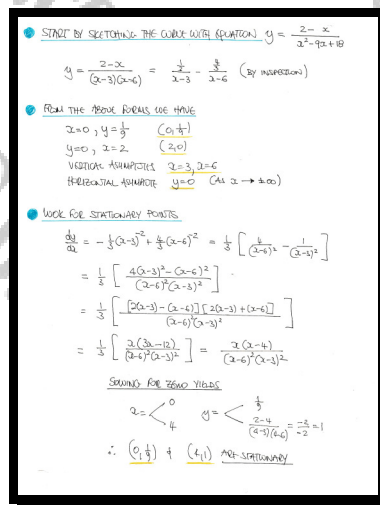 START BY SKETCHING THE CURVE WITH EQUATION y = (2-x)/(x²-9x+18)
y = (2-x)/((x-3)(x-6)) = (1/3)/(x-3) - (4/3)/(x-6) (BY INSPECTION)
FROM THE ABOVE FORMS WE HAVE
x=0, y=1/9 (0,1/9)
y=0, x=2 (2,0)
VERTICAL ASYMPTOTES x=3, x=6
HORIZONTAL ASYMPTOTE y=0 (AS x → ±∞)
LOOK FOR STATIONARY POINTS
dy/dx = -1/3(x-3)⁻² + 4/3(x-6)⁻² = 1/3 [ 4/(x-6)² - 1/(x-3)² ]
= 1/3 [ (4(x-3)² - (x-6)²)/((x-6)²(x-3)²) ]
= 1/3 [ ([2(x-3) - (x-6)][2(x-3) + (x-6)])/((x-6)²(x-3)²) ]
= 1/3 [ x(3x-12)/((x-6)²(x-3)²) ] = x(x-4)/((x-6)²(x-3)²)
SOLVING FOR ZERO YIELDS
x = < 0, 4 y = < 1/9, (2-4)/((4-3)(4-6)) = -2/-2 = 1
∴ (0,1/9) & (4,1) ARE STATIONARY